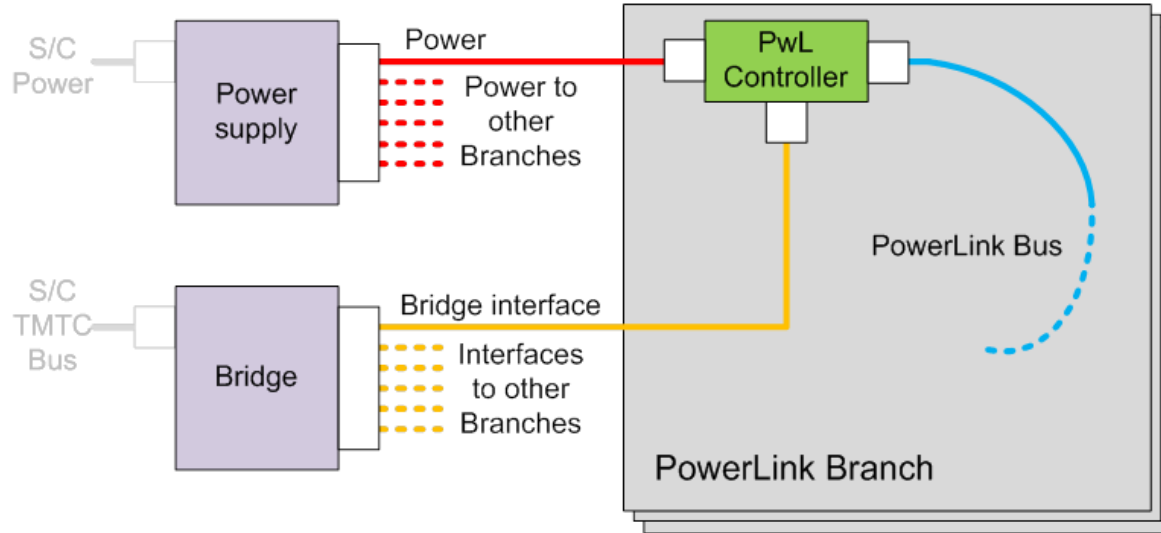 S/C
Power
Power
supply
Power
Power to
other
Branches
PwL
Controller
PowerLink Bus
S/C
TMTC
Bus
Bridge
Bridge interface
Interfaces
to other
Branches
PowerLink Branch